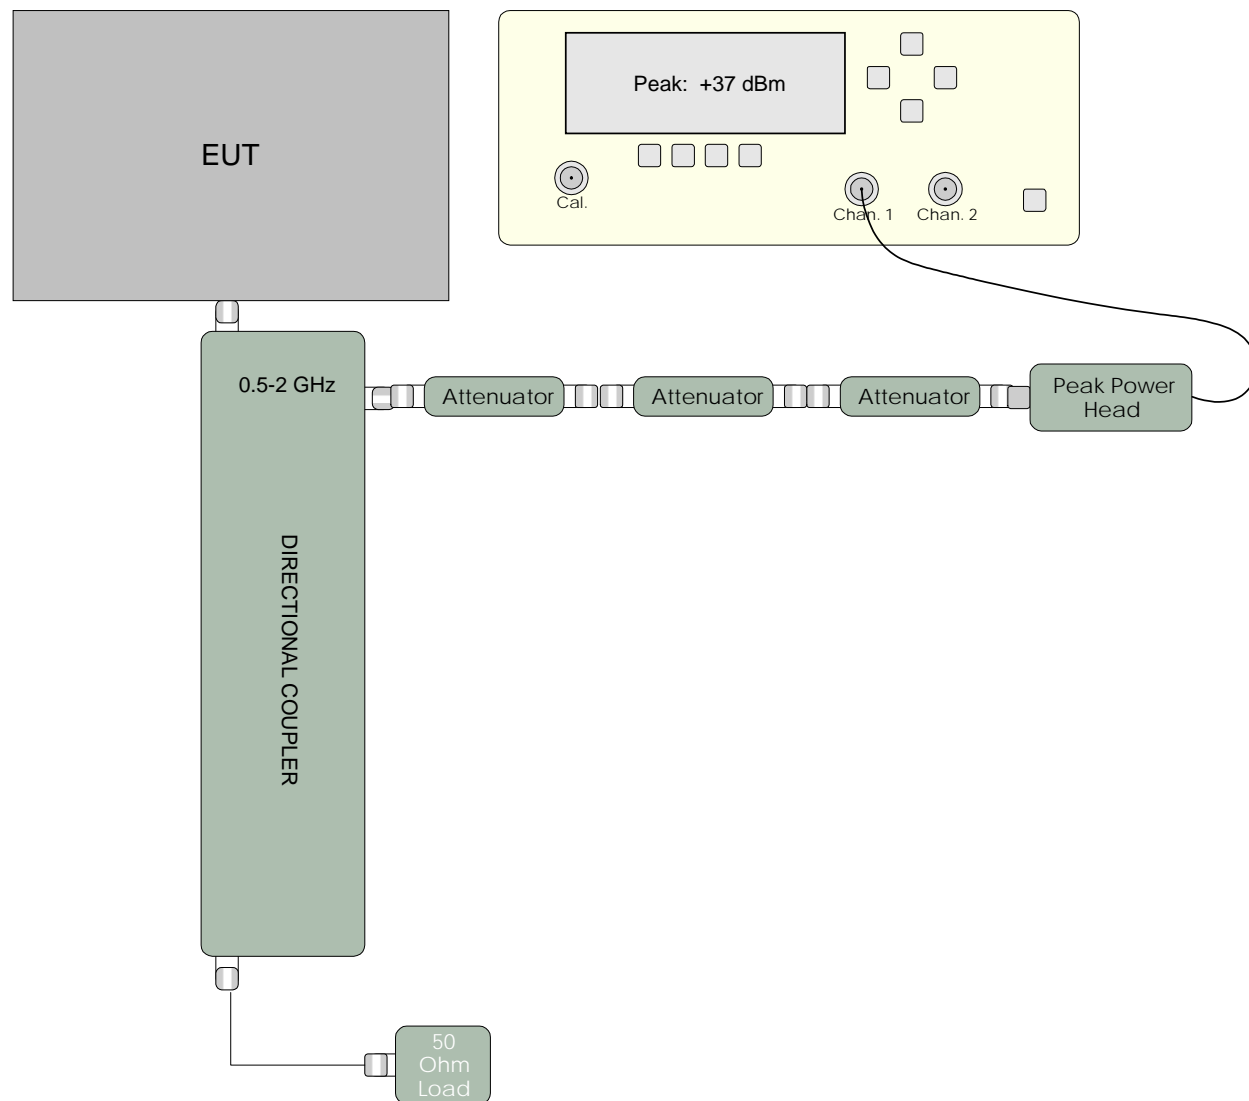 EUT
Peak:  +37 dBm
Cal.
Chan. 1
Chan. 2
0.5-2 GHz
Attenuator
Attenuator
Attenuator
Peak Power
Head
DIRECTIONAL COUPLER
50
Ohm
Load